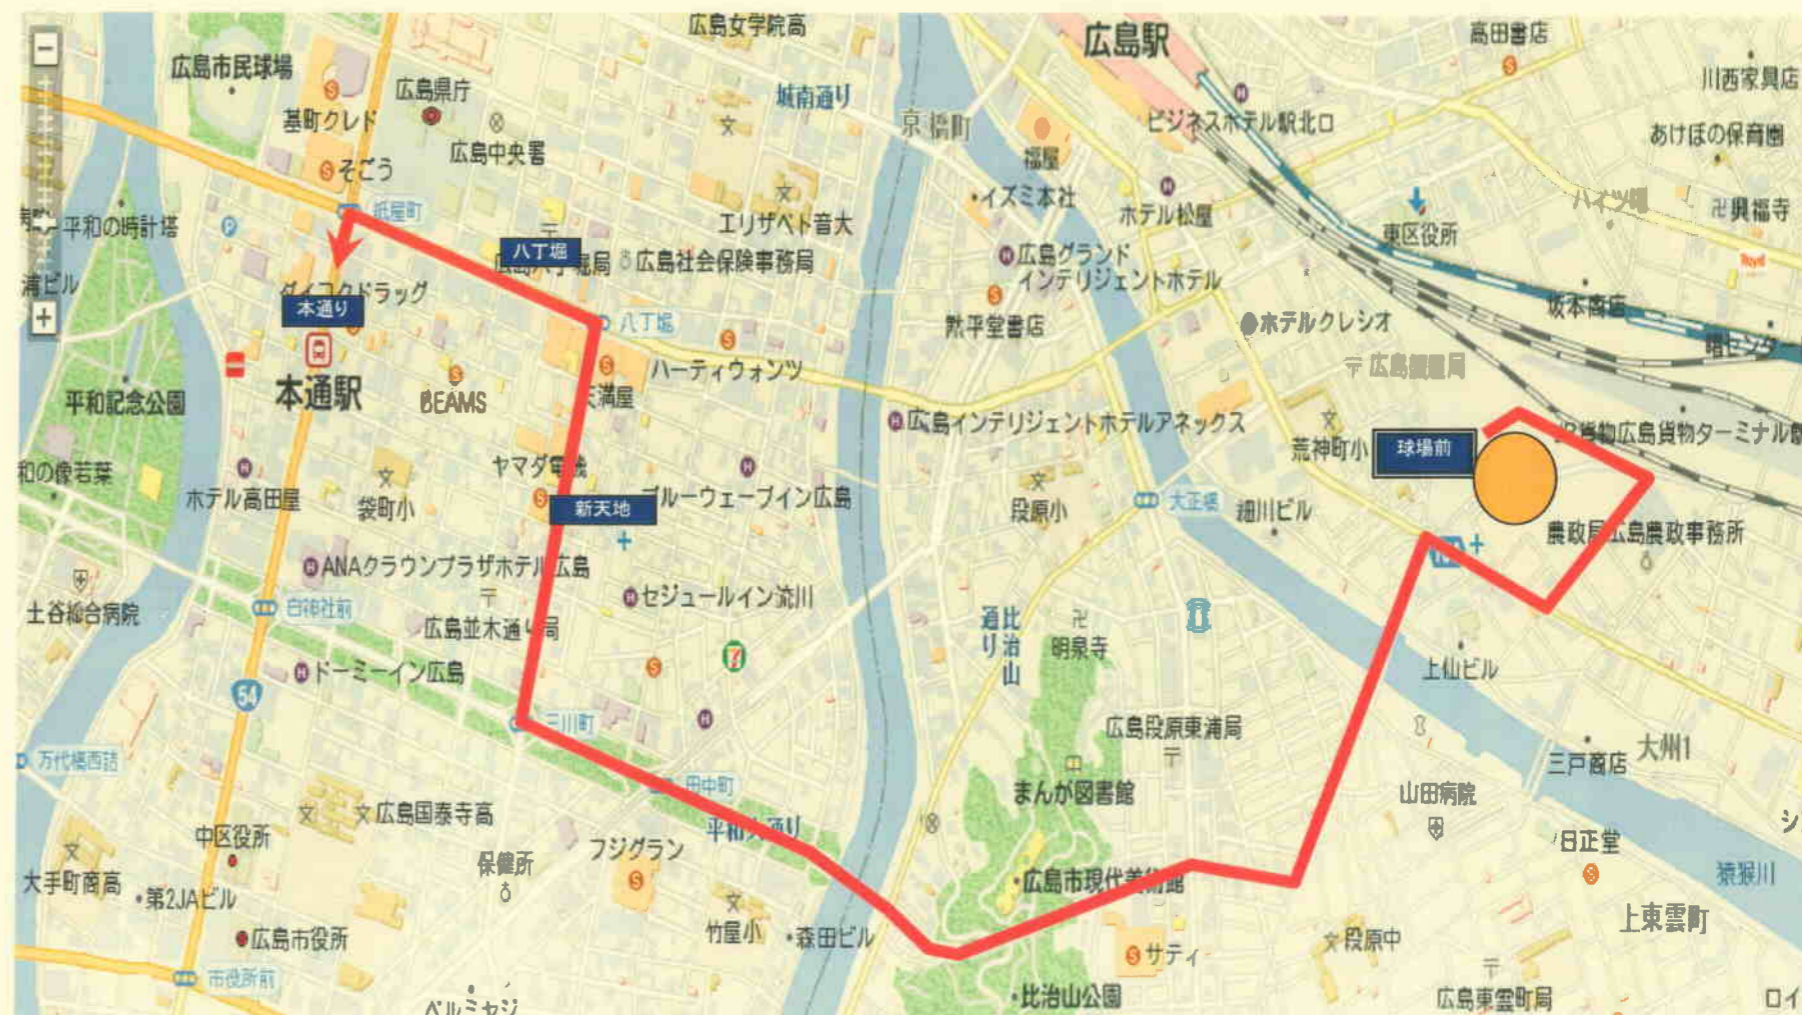 広島女学院高
広島駅
高田書店
広島市民球場
広島県庁
城南通り
川西家具店
基町クレド
京橋町
ビジネスホテル駅北口
あけぼの保育園
広島中央署
福屋
そごう
イズミ本社
ホテル松屋
紙屋町
平和の時計塔
エリザベト音大
東区役所
卍興福寺
八丁堀
広島社会保険事務局
広島グランド
インテリジェントホテル
浦ビル
ダイコクドラッグ
本通り
八丁堀
坂本商店
ホテルクレシオ
ハーティウォンツ
本通駅
BEAMS
天満屋
平和記念公園
広島インテリジェントホテルアネックス
荒神町小
球場前
JR貨物広島貨物ターミナル駅
和の像若葉
ホテル高田屋
袋町小
ヤマダ電機
新天地
ブルーウェーブイン広島
段原小
大正橋
細川ビル
農政局広島農政事務所
ANAクラウンプラザホテル広島
セジュールイン流川
土谷総合病院
白神社前
広島並木通り局
比治山
通り
明泉寺
上仙ビル
ドーミーイン広島
54
7
三川町
広島段原東浦局
大州1
三戸商店
万代橋西詰
田中町
まんが図書館
山田病院
平和大通り
中区役所
広島国泰寺高
保健所
フジグラン
日正堂
猿猴川
大手町商高
第2JAビル
広島市現代美術館
上東雲町
広島市役所
竹屋小
森田ビル
サティ
段原中
市役所前
比治山公園
広島東雲町局
ロイ